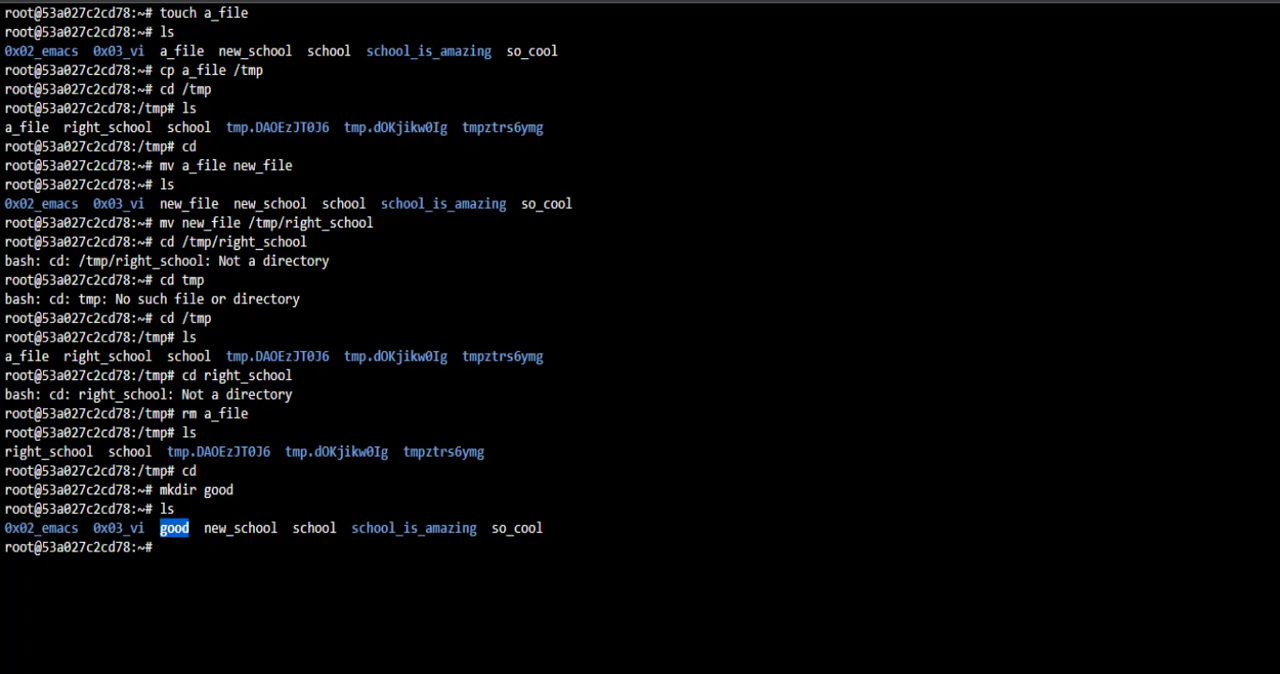 root@53a027c2cd78:~# touch a_file
root@53a027c2cd78:~# ls
0x02_emacs  0x03_vi  a_file  new_school  school  school_is_amazing  so_cool
root@53a027c2cd78:~# cp a_file /tmp
root@53a027c2cd78:~# cd /tmp
root@53a027c2cd78:/tmp# ls
a_file  right_school  school  tmp.DAOEzJT0J6  tmp.dOKjikw0Ig  tmpztrs6ymg
root@53a027c2cd78:/tmp# cd
root@53a027c2cd78:~# mv a_file new_file
root@53a027c2cd78:~# ls
0x02_emacs  0x03_vi  new_file  new_school  school  school_is_amazing  so_cool
root@53a027c2cd78:~# mv new_file /tmp/right_school
root@53a027c2cd78:~# cd /tmp/right_school
bash: cd: /tmp/right_school: Not a directory
root@53a027c2cd78:~# cd tmp
bash: cd: tmp: No such file or directory
root@53a027c2cd78:~# cd /tmp
root@53a027c2cd78:/tmp# ls
a_file  right_school  school  tmp.DAOEzJT0J6  tmp.dOKjikw0Ig  tmpztrs6ymg
root@53a027c2cd78:/tmp# cd right_school
bash: cd: right_school: Not a directory
root@53a027c2cd78:/tmp# rm a_file
root@53a027c2cd78:/tmp# ls
right_school  school  tmp.DAOEzJT0J6  tmp.dOKjikw0Ig  tmpztrs6ymg
root@53a027c2cd78:/tmp# cd
root@53a027c2cd78:~# mkdir good
root@53a027c2cd78:~# ls
0x02_emacs  0x03_vi  good  new_school  school  school_is_amazing  so_cool
root@53a027c2cd78:~#